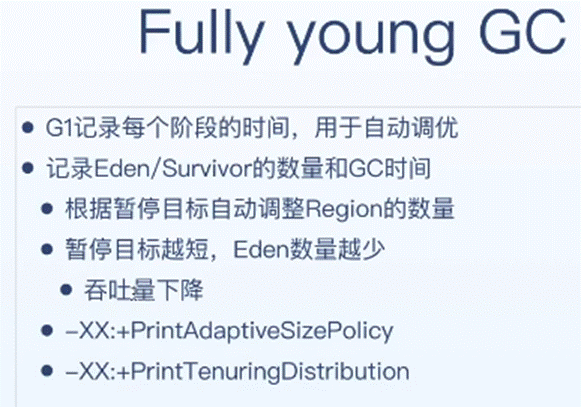 Fully young GC
G1记录每个阶段的时间，用于自动调优
记录Eden/Survivor的数量和GC时间
根据暂停目标自动调整Region的数量
暂停目标越短，Eden数量越少
吞吐量下降
-XX:+PrintAdaptiveSizePolicy
-XX:+PrintTenuringDistribution